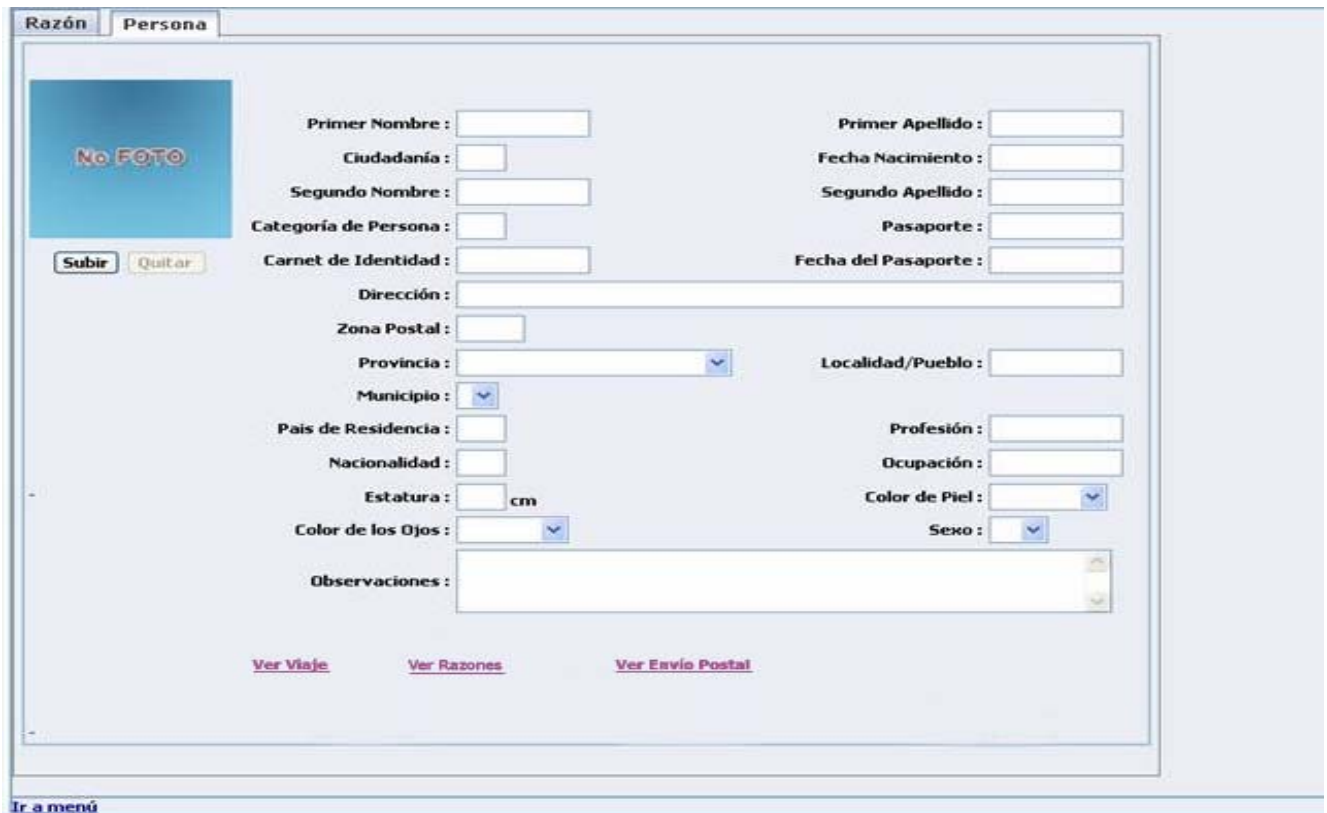 Razón Persona
No FOTO
Subir Quitar
Primer Nombre : Primer Apellido :
Ciudadanía : Fecha Nacimiento :
Segundo Nombre : Segundo Apellido :
Categoría de Persona : Pasaporte :
Carnet de Identidad : Fecha del Pasaporte :
Dirección :
Zona Postal :
Provincia : Localidad/Pueblo :
Municipio :
Pais de Residencia : Profesión :
Nacionalidad : Ocupación :
Estatura : cm Color de Piel :
Color de los Ojos : Sexo :
Observaciones :
Ver Viaje Ver Razones Ver Envío Postal
Ir a menú